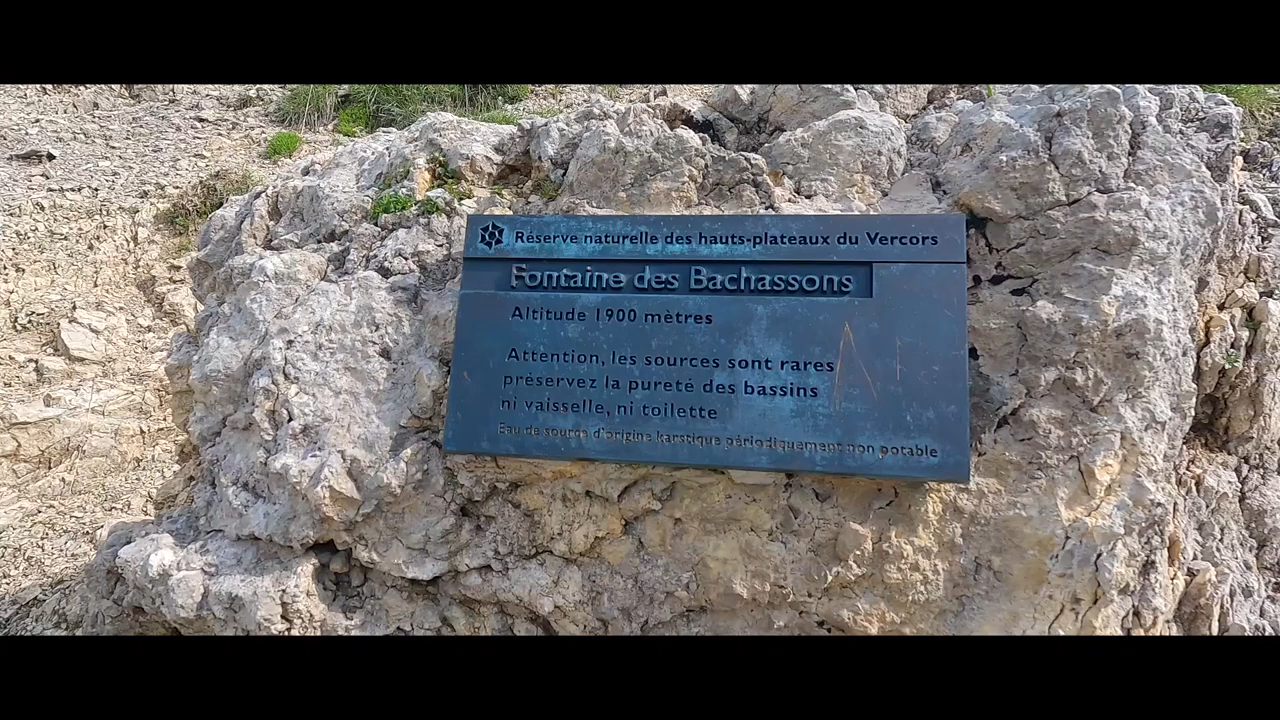 Réserve naturelle des hauts-plateaux du Vercors
Fontaine des Bachassons
Altitude 1900 mètres
Attention, les sources sont rares
préservez la pureté des bassins
ni vaisselle, ni toilette
Eau de source d'origine karstique périodiquement non potable